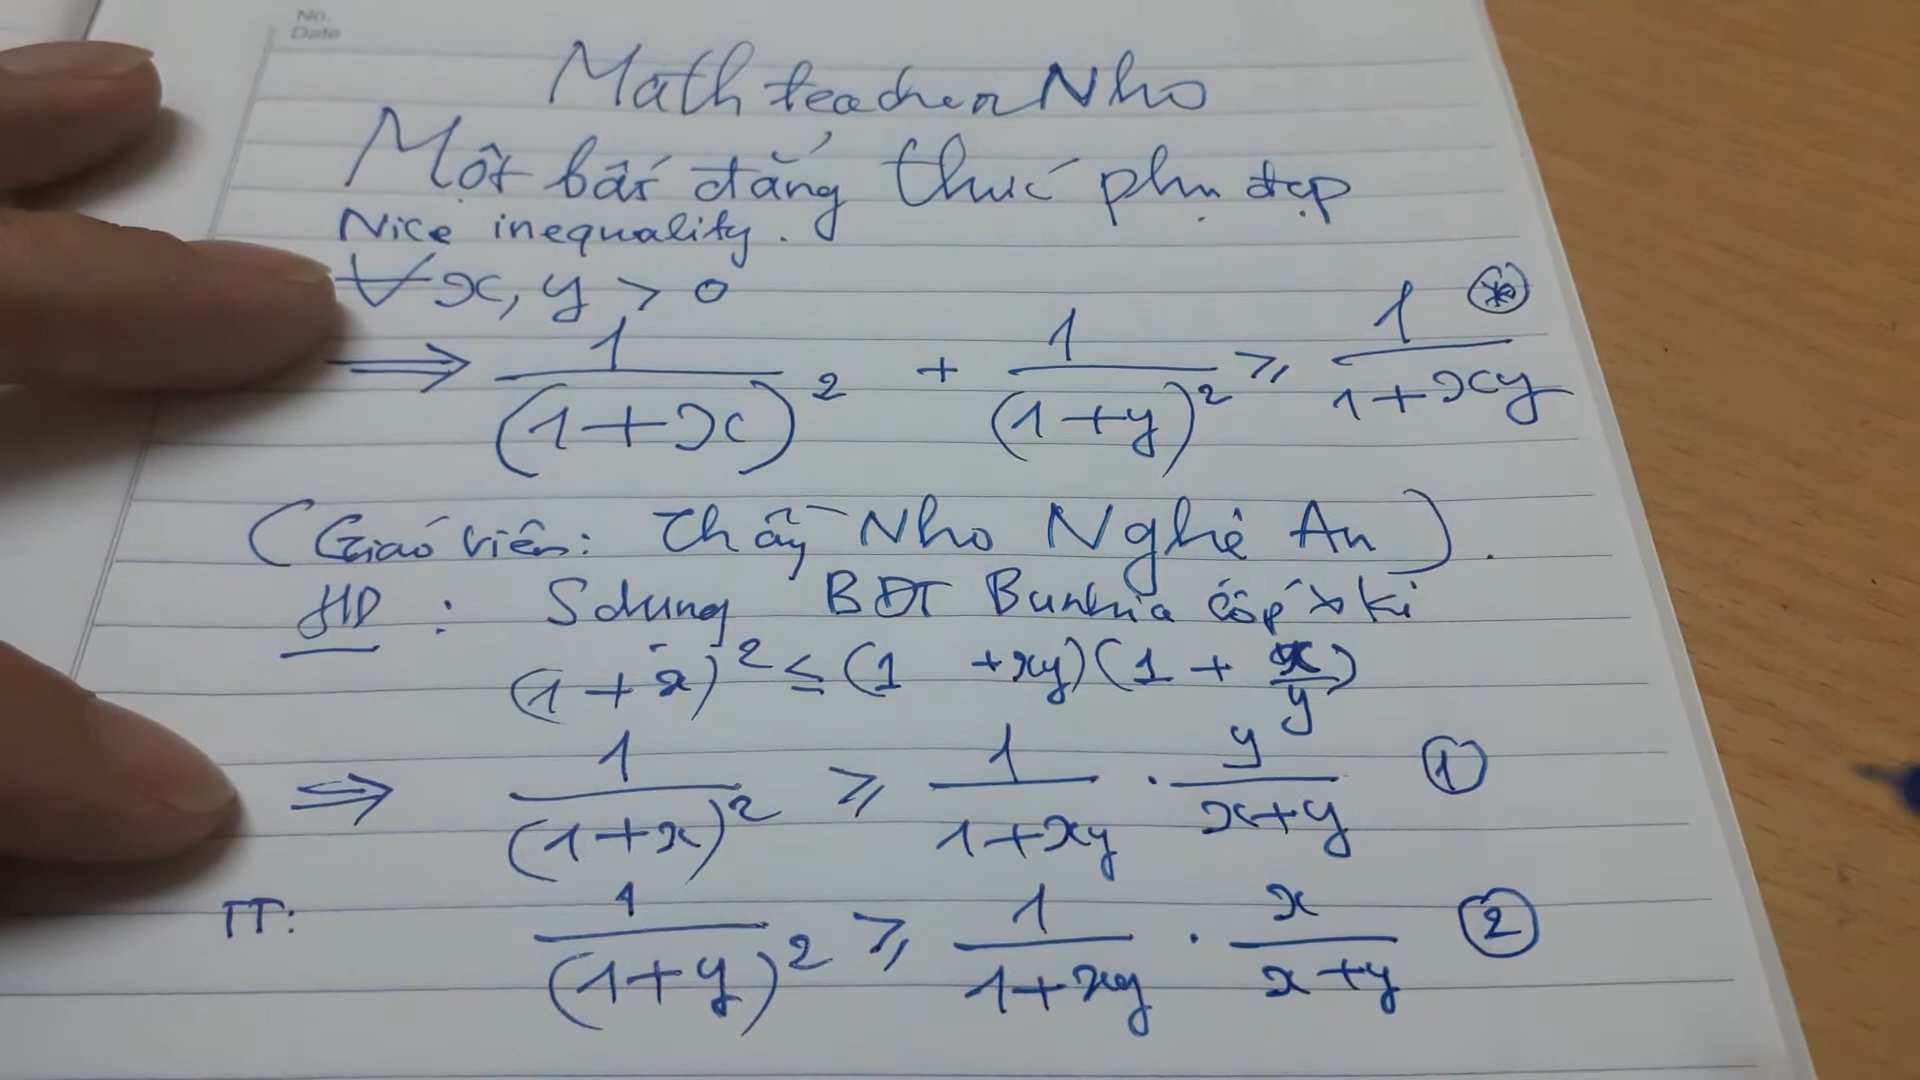 No.
Date
Math teacher Nho
Một bất đẳng thức phụ đẹp
Nice inequality.
∀x, y > 0
⇒ 1/(1+x)² + 1/(1+y)² ≥ 1/(1+xy) (*)
(Giáo viên: Thầy Nho Nghệ An).
HD: Sdụng BĐT Bunhia cốp xki
(1+x)² ≤ (1 + xy)(1 + x/y)
⇒ 1/(1+x)² ≥ 1/(1+xy) · y/(x+y) ①
TT: 1/(1+y)² ≥ 1/(1+xy) · x/(x+y) ②